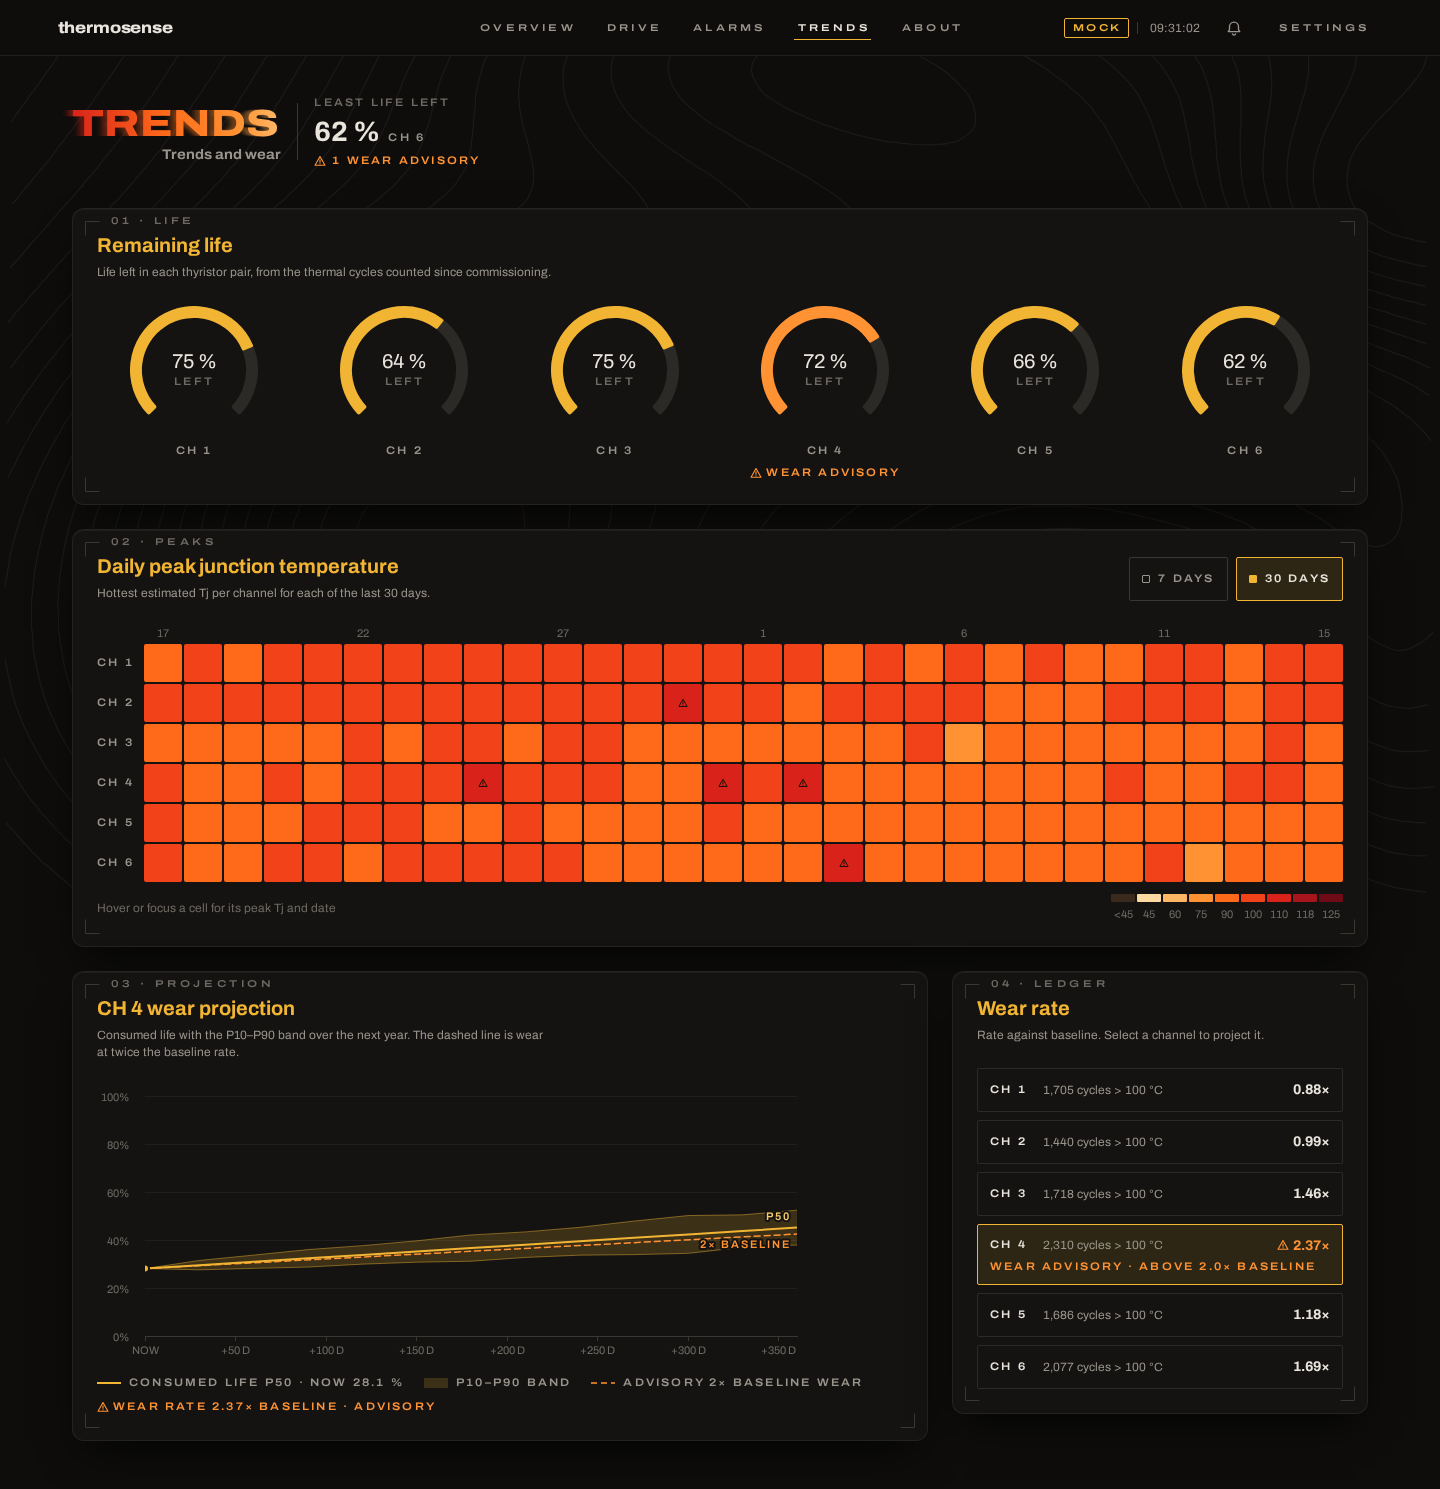 thermosense
OVERVIEW DRIVE ALARMS TRENDS ABOUT
MOCK 09:31:02 SETTINGS
TRENDS
Trends and wear
LEAST LIFE LEFT
62 % CH 6
1 WEAR ADVISORY
01 · LIFE
Remaining life
Life left in each thyristor pair, from the thermal cycles counted since commissioning.
75 % 64 % 75 % 72 % 66 % 62 %
LEFT LEFT LEFT LEFT LEFT LEFT
CH 1 CH 2 CH 3 CH 4 CH 5 CH 6
WEAR ADVISORY
02 · PEAKS
Daily peak junction temperature
Hottest estimated Tj per channel for each of the last 30 days.
7 DAYS 30 DAYS
17 22 27 1 6 11 15
CH 1
CH 2
CH 3
CH 4
CH 5
CH 6
Hover or focus a cell for its peak Tj and date
<45 45 60 75 90 100 110 118 125
03 · PROJECTION
CH 4 wear projection
Consumed life with the P10–P90 band over the next year. The dashed line is wear
at twice the baseline rate.
100%
80%
60%
40%
20%
0%
P50
2× BASELINE
NOW +50 D +100 D +150 D +200 D +250 D +300 D +350 D
CONSUMED LIFE P50 · NOW 28.1 % P10–P90 BAND ADVISORY 2× BASELINE WEAR
WEAR RATE 2.37× BASELINE · ADVISORY
04 · LEDGER
Wear rate
Rate against baseline. Select a channel to project it.
CH 1 1,705 cycles > 100 °C 0.88×
CH 2 1,440 cycles > 100 °C 0.99×
CH 3 1,718 cycles > 100 °C 1.46×
CH 4 2,310 cycles > 100 °C 2.37×
WEAR ADVISORY · ABOVE 2.0× BASELINE
CH 5 1,686 cycles > 100 °C 1.18×
CH 6 2,077 cycles > 100 °C 1.69×